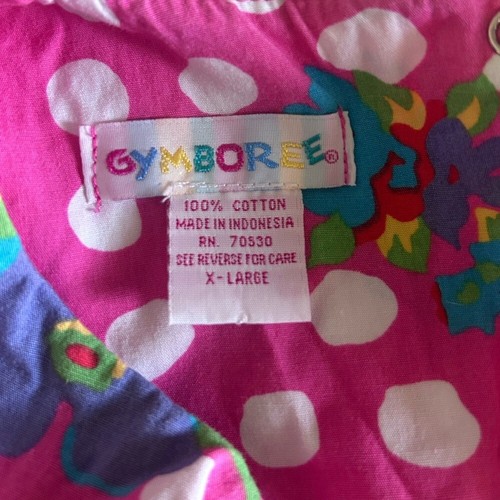 GYMBOREE®
100% COTTON
MADE IN INDONESIA
RN. 70530
SEE REVERSE FOR CARE
X-LARGE